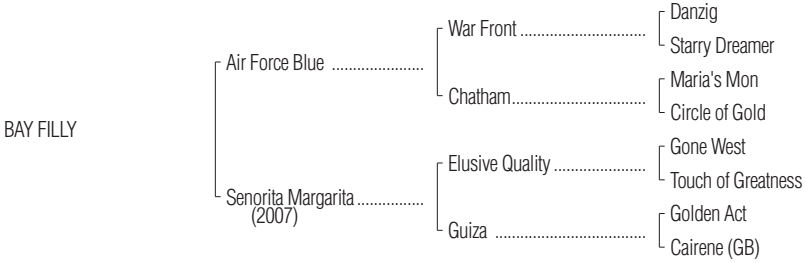 Danzig
War Front ..............................
Starry Dreamer
Air Force Blue ......................
Maria's Mon
Chatham................................
Circle of Gold
BAY FILLY
Gone West
Elusive Quality ......................
Touch of Greatness
Senorita Margarita ................
(2007)
Golden Act
Guiza ....................................
Cairene (GB)